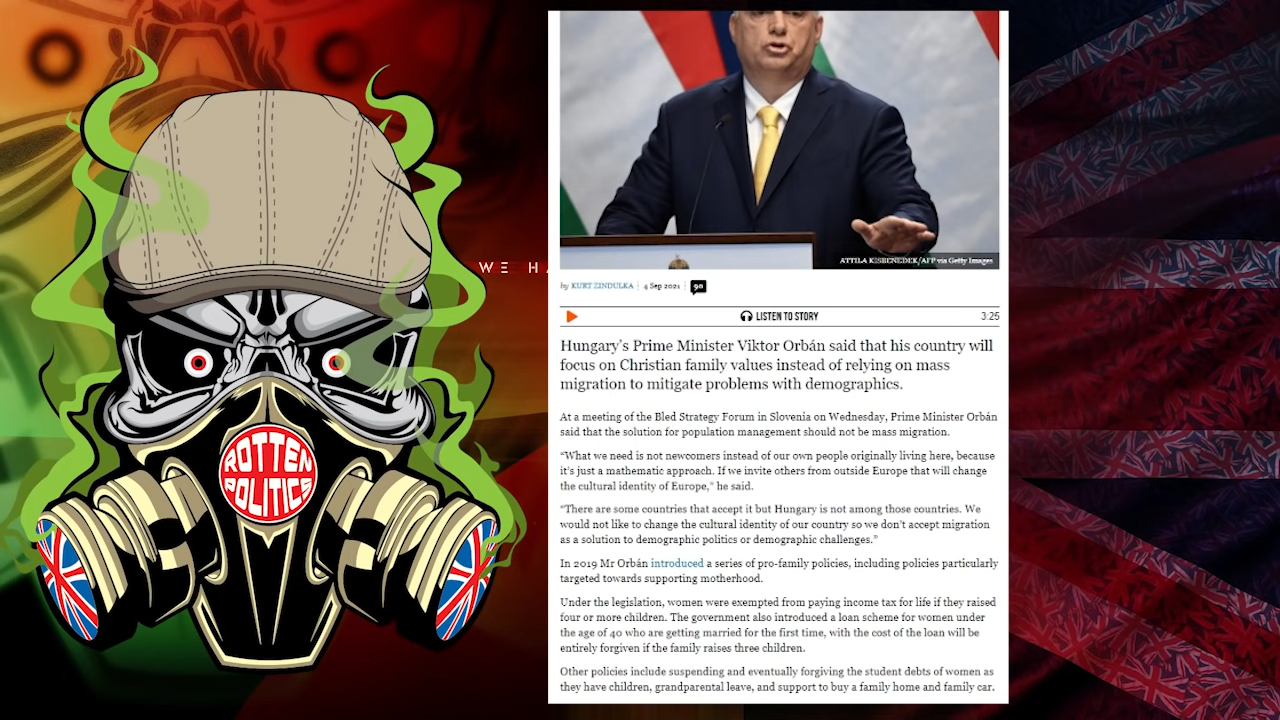 WE HA
ROTTEN
POLITICS
ATTILA KISBENEDEK/AFP via Getty Images
by KURT ZINDULKA 4 Sep 2021 90
LISTEN TO STORY 3:25
Hungary's Prime Minister Viktor Orbán said that his country will
focus on Christian family values instead of relying on mass
migration to mitigate problems with demographics.
At a meeting of the Bled Strategy Forum in Slovenia on Wednesday, Prime Minister Orbán
said that the solution for population management should not be mass migration.
“What we need is not newcomers instead of our own people originally living here, because
it's just a mathematic approach. If we invite others from outside Europe that will change
the cultural identity of Europe,” he said.
“There are some countries that accept it but Hungary is not among those countries. We
would not like to change the cultural identity of our country so we don't accept migration
as a solution to demographic politics or demographic challenges.”
In 2019 Mr Orbán introduced a series of pro-family policies, including policies particularly
targeted towards supporting motherhood.
Under the legislation, women were exempted from paying income tax for life if they raised
four or more children. The government also introduced a loan scheme for women under
the age of 40 who are getting married for the first time, with the cost of the loan will be
entirely forgiven if the family raises three children.
Other policies include suspending and eventually forgiving the student debts of women as
they have children, grandparental leave, and support to buy a family home and family car.